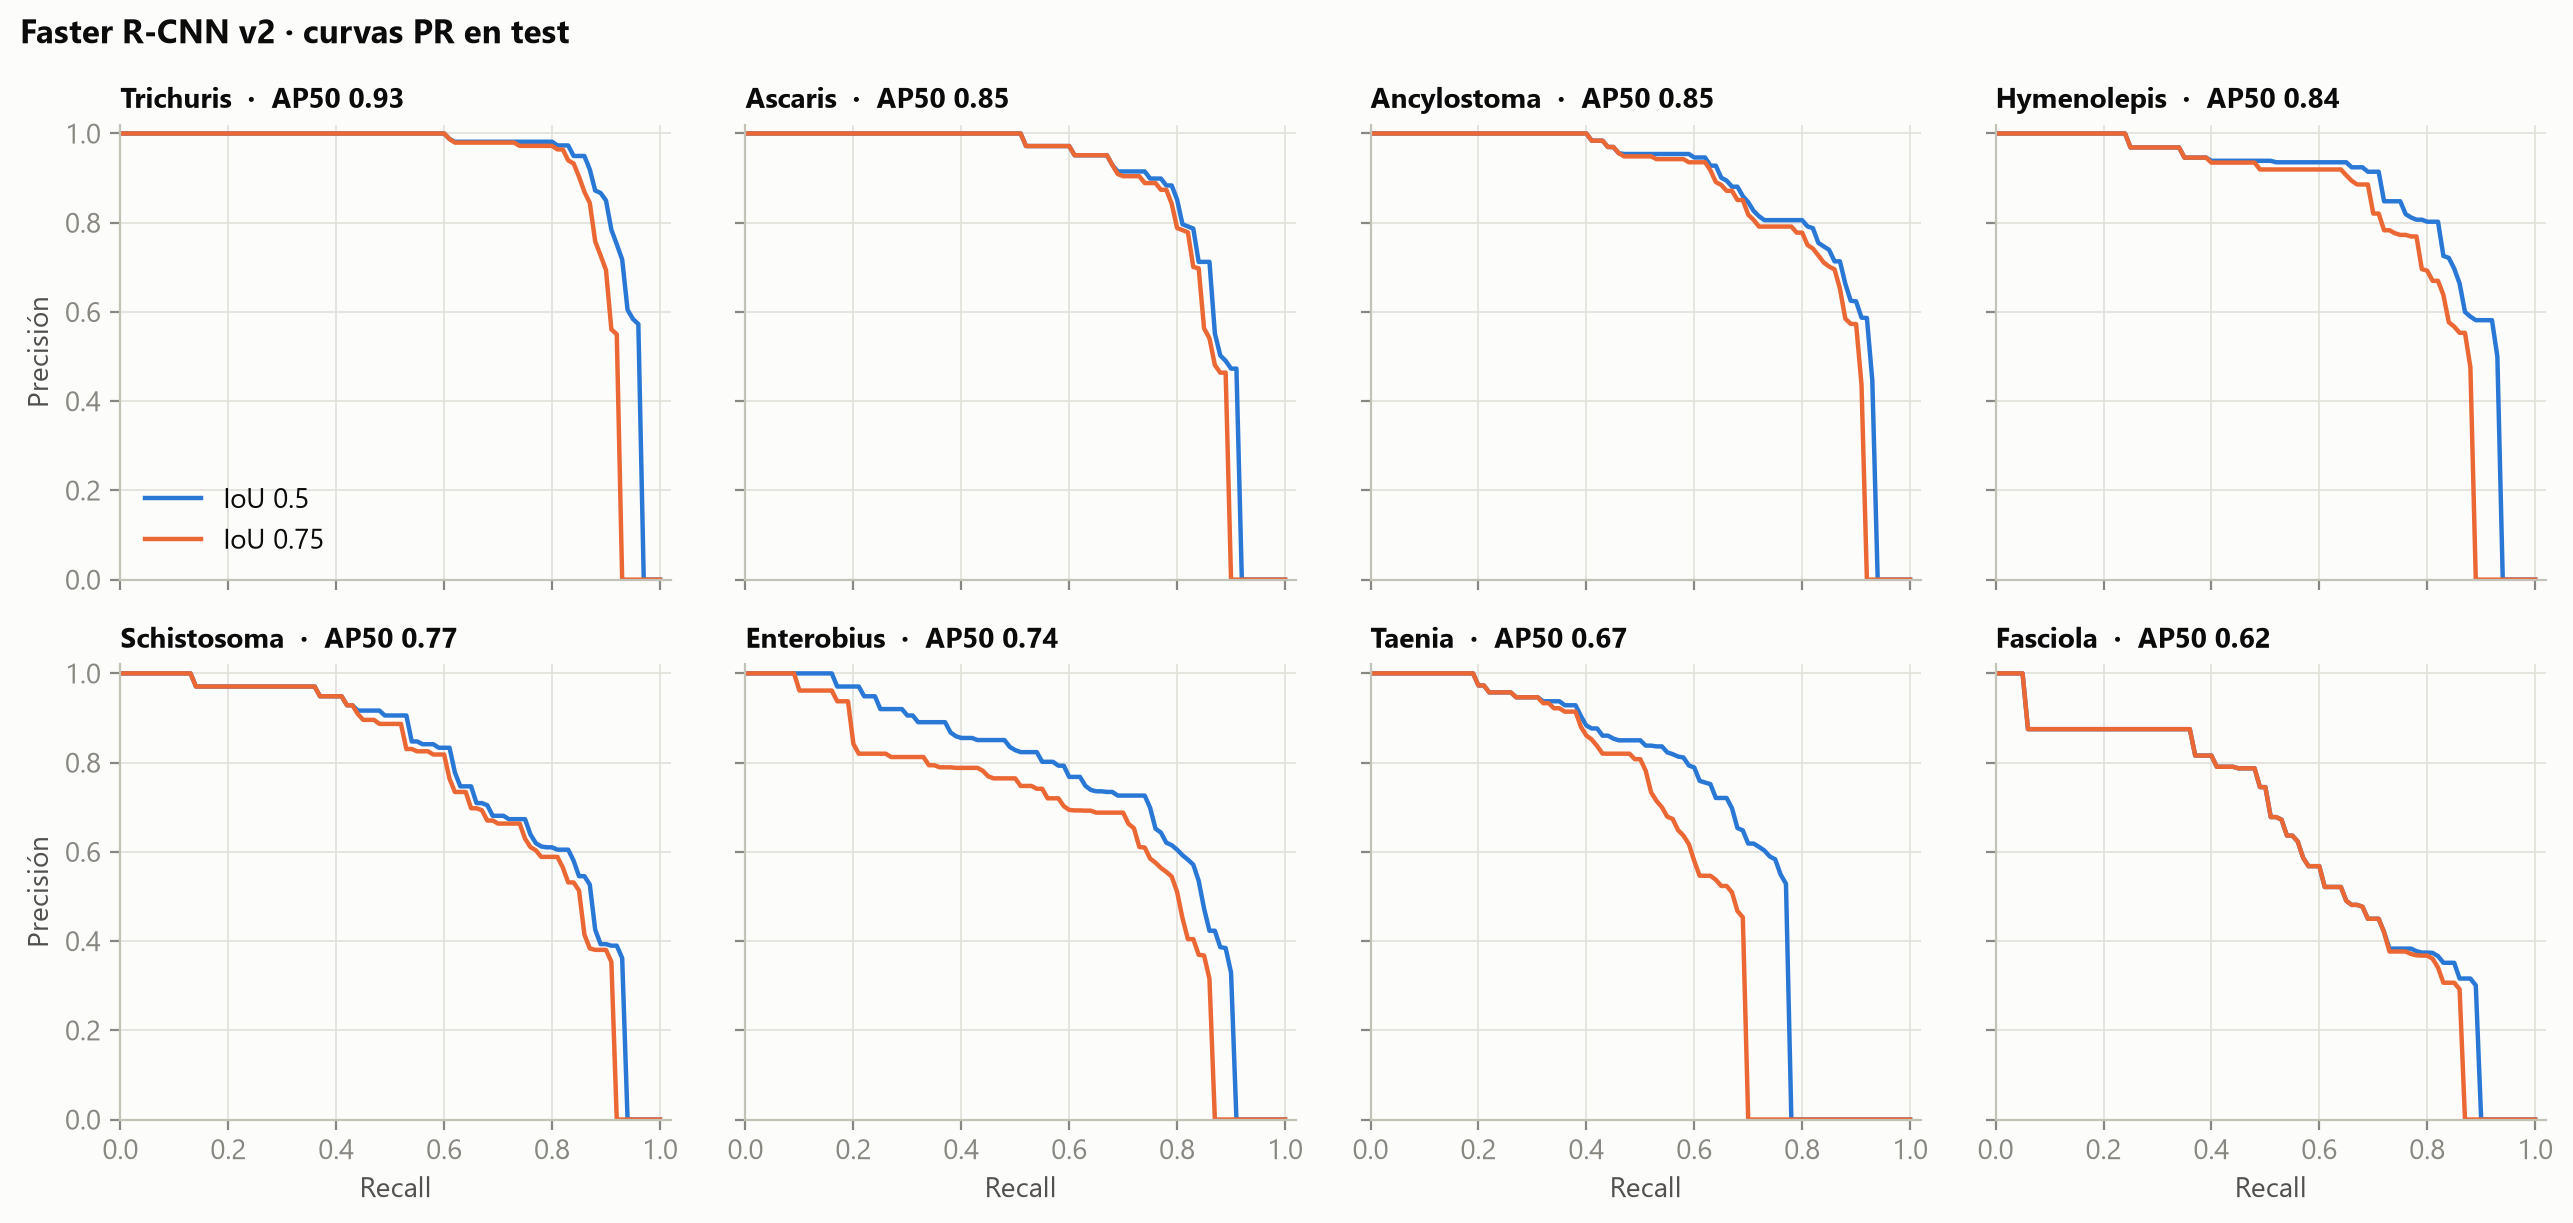 Faster R-CNN v2 · curvas PR en test
Trichuris · AP50 0.93
Ascaris · AP50 0.85
Ancylostoma · AP50 0.85
Hymenolepis · AP50 0.84
Precisión
1.0
0.8
0.6
0.4
0.2
0.0
IoU 0.5
IoU 0.75
Schistosoma · AP50 0.77
Enterobius · AP50 0.74
Taenia · AP50 0.67
Fasciola · AP50 0.62
Precisión
1.0
0.8
0.6
0.4
0.2
0.0
0.0 0.2 0.4 0.6 0.8 1.0
0.0 0.2 0.4 0.6 0.8 1.0
0.0 0.2 0.4 0.6 0.8 1.0
0.0 0.2 0.4 0.6 0.8 1.0
Recall
Recall
Recall
Recall